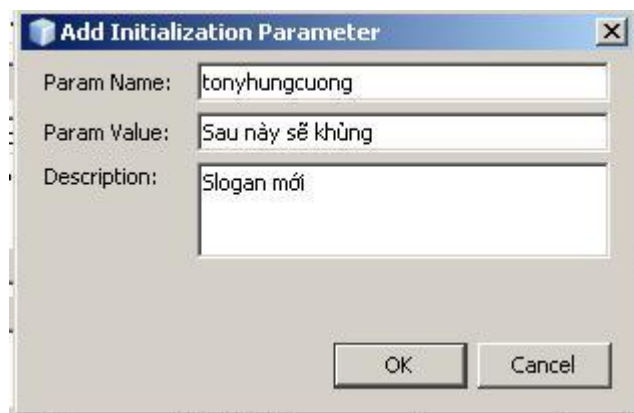 Add Initialization Parameter
Param Name: tonyhungcuong
Param Value: Sau này sẽ khủng
Description: Slogan mới
OK Cancel